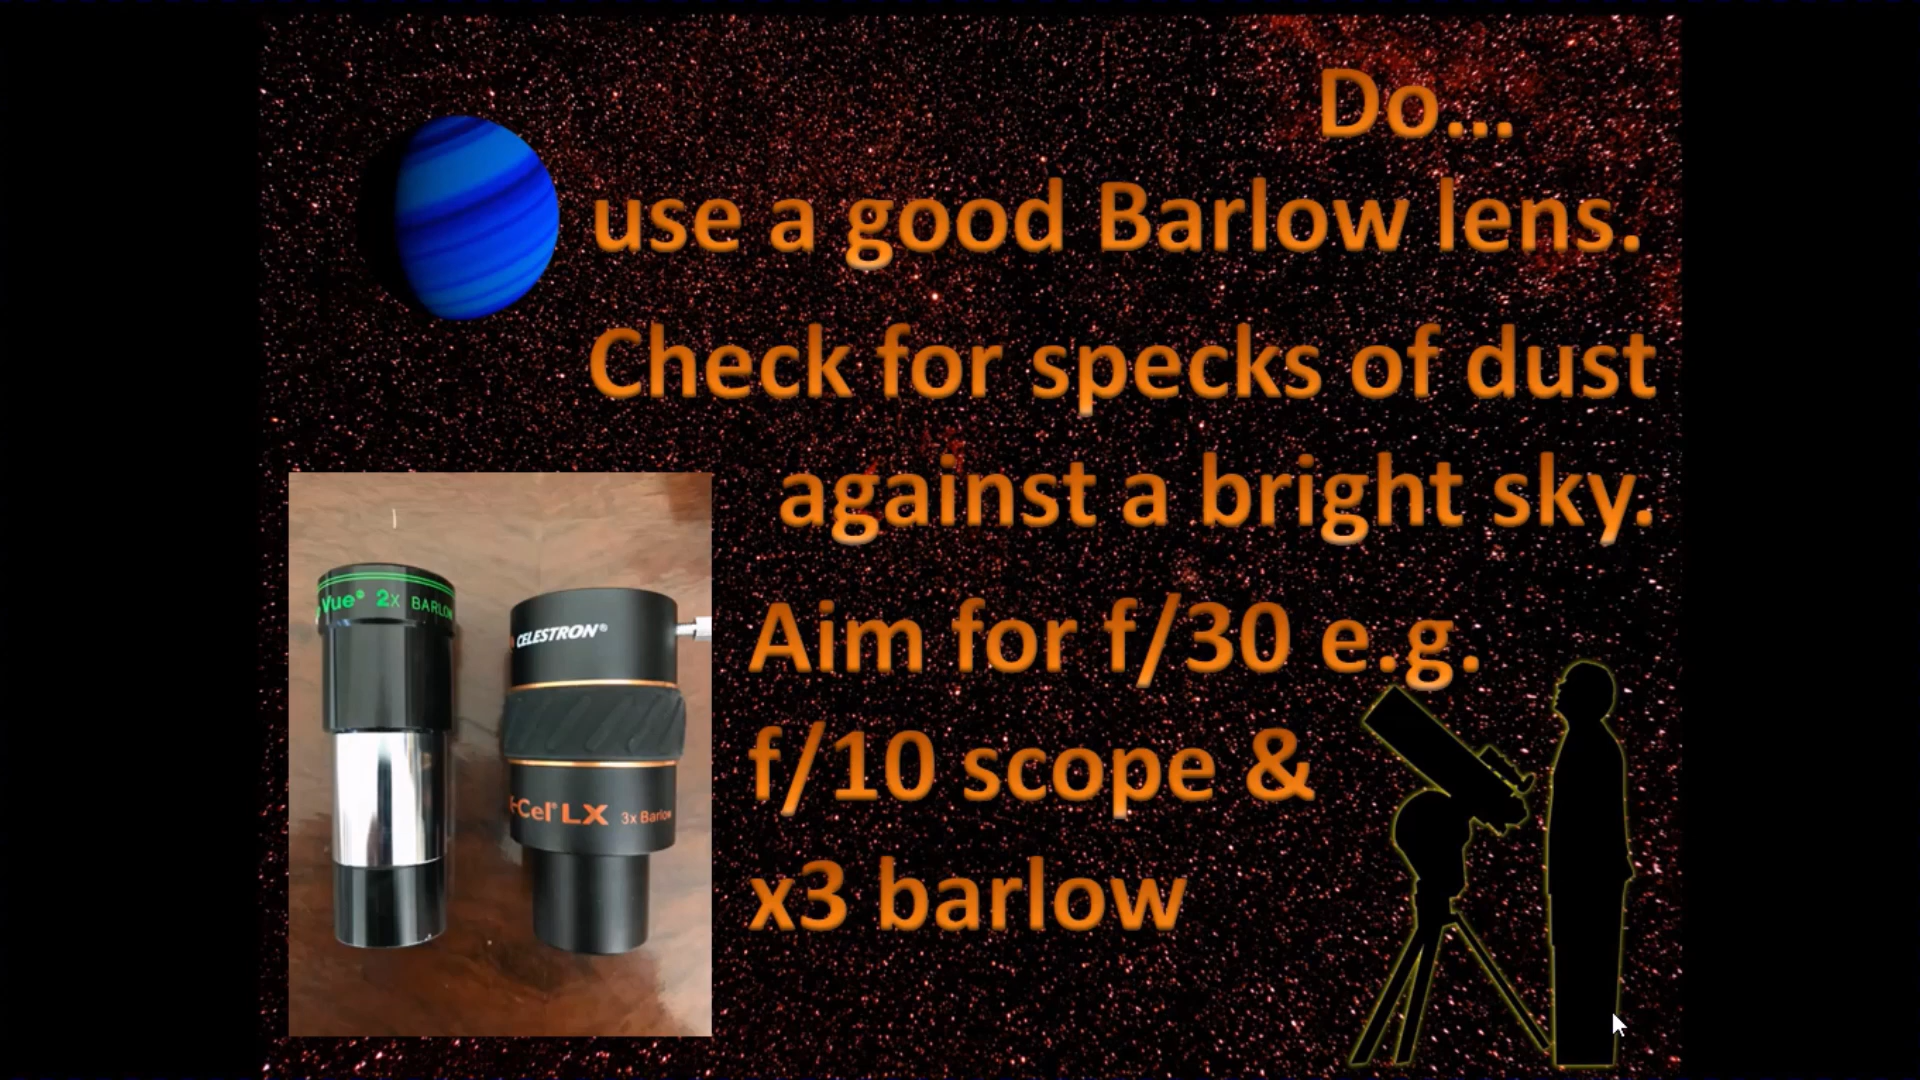 Do...
use a good Barlow lens.
Check for specks of dust
against a bright sky.
Aim for f/30 e.g.
f/10 scope &
x3 barlow
Vue® 2x BARLOW
CELESTRON®
Cel® LX 3x Barlow